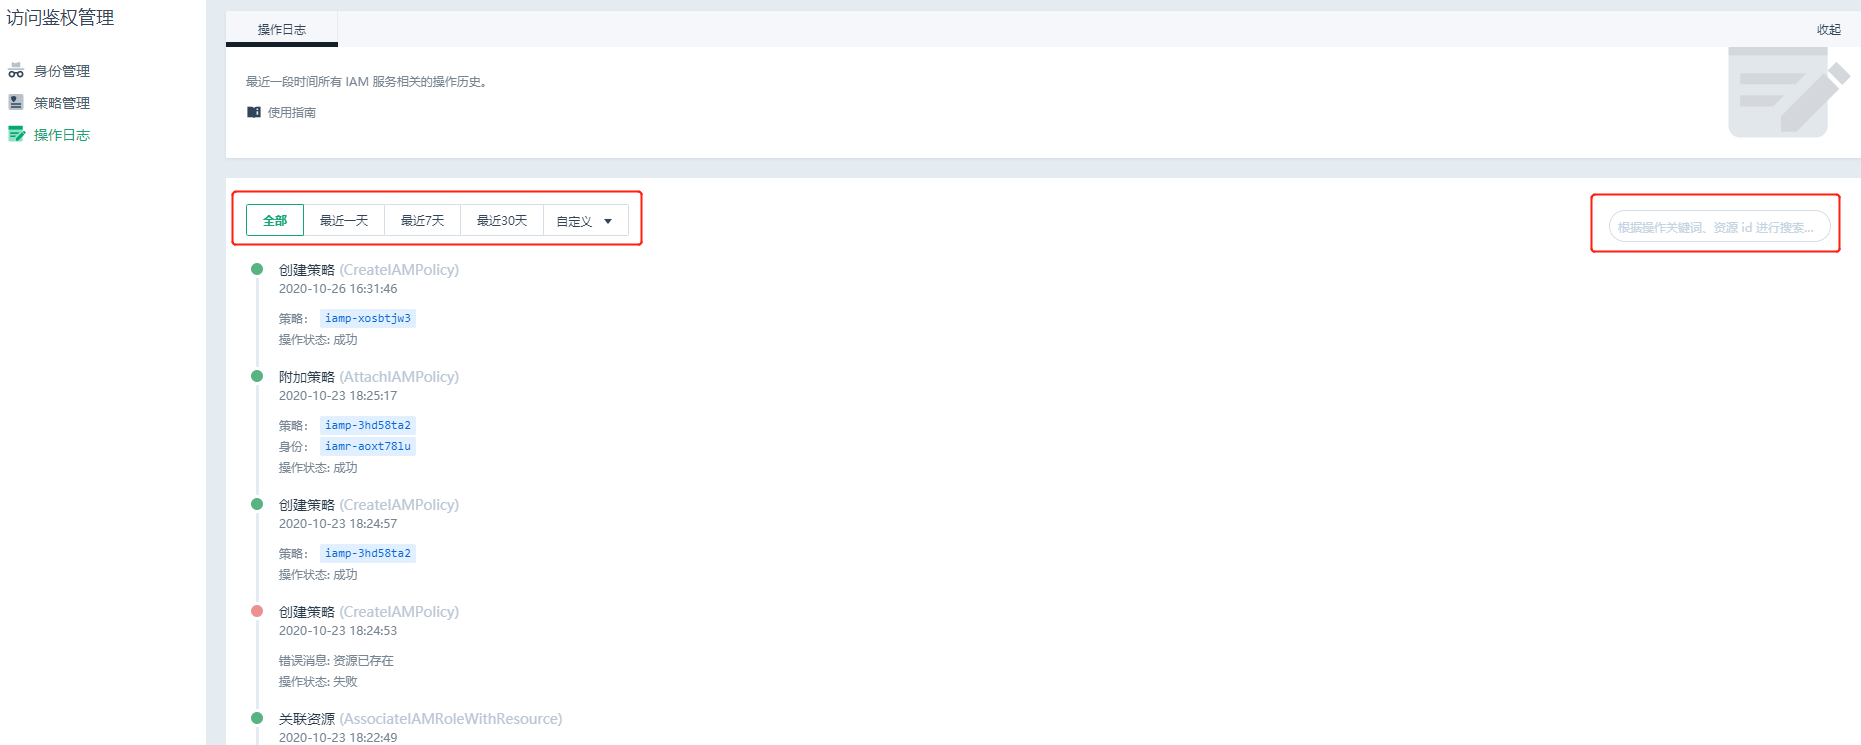 访问鉴权管理
身份管理
策略管理
操作日志
操作日志
收起
最近一段时间所有 IAM 服务相关的操作历史。
使用指南
全部 最近一天 最近7天 最近30天 自定义
根据操作关键词、资源 id 进行搜索...
创建策略 (CreateIAMPolicy)
2020-10-26 16:31:46
策略: iamp-xosbtjw3
操作状态: 成功
附加策略 (AttachIAMPolicy)
2020-10-23 18:25:17
策略: iamp-3hd58ta2
身份: iamr-aoxt78lu
操作状态: 成功
创建策略 (CreateIAMPolicy)
2020-10-23 18:24:57
策略: iamp-3hd58ta2
操作状态: 成功
创建策略 (CreateIAMPolicy)
2020-10-23 18:24:53
错误消息: 资源已存在
操作状态: 失败
关联资源 (AssociateIAMRoleWithResource)
2020-10-23 18:22:49